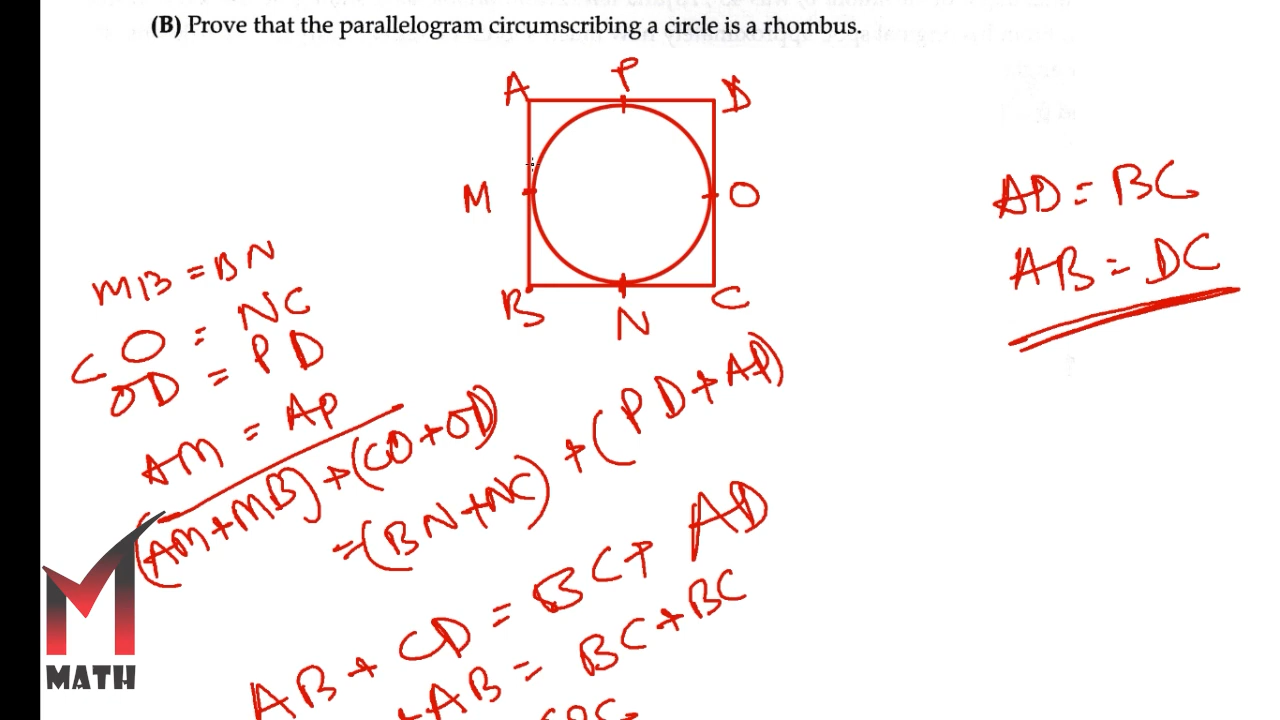 (B) Prove that the parallelogram circumscribing a circle is a rhombus.
A P D
M O
B N C
AD = BC
AB = DC
MB = BN
CO = NC
OD = PD
AM = AP
(AM+MB)+(CO+OD)
=(BN+NC)+(PD+AP)
AB + CD = BC+ AD
+AB = BC+BC
MATH